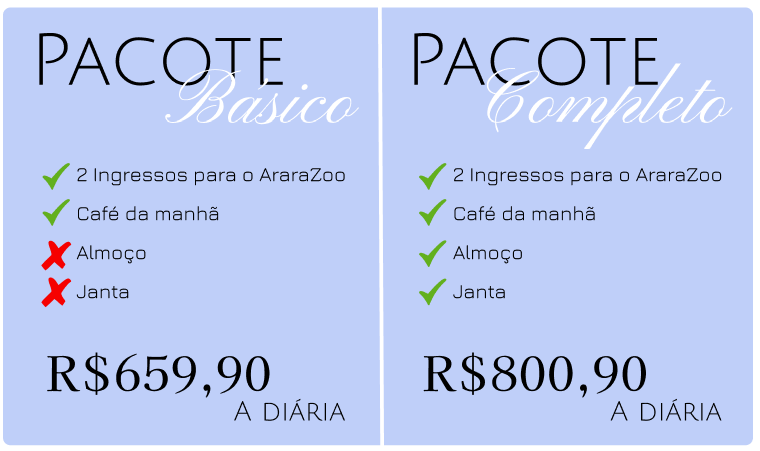 PACOTE
Básico
2 Ingressos para o AraraZoo
Café da manhã
Almoço
Janta
R$659,90
A DIÁRIA
PACOTE
Completo
2 Ingressos para o AraraZoo
Café da manhã
Almoço
Janta
R$800,90
A DIÁRIA